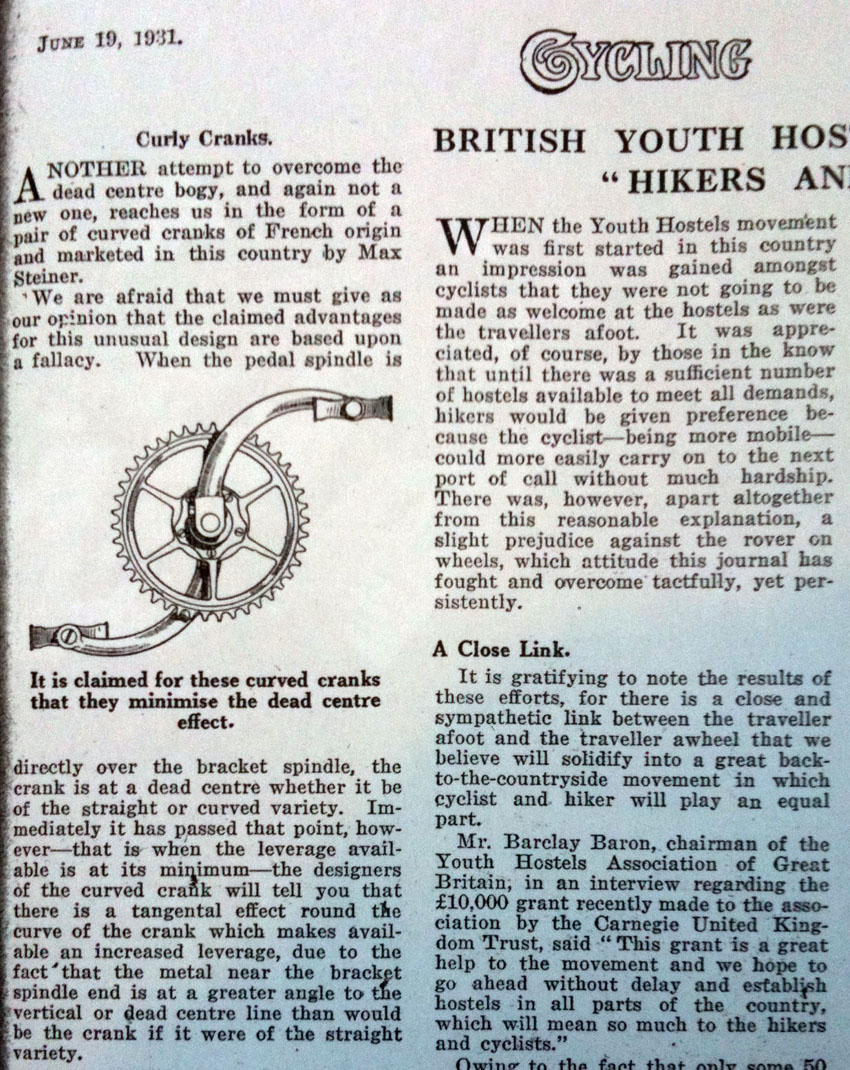 JUNE 19, 1931.
CYCLING
Curly Cranks.
ANOTHER attempt to overcome the
dead centre bogy, and again not a
new one, reaches us in the form of a
pair of curved cranks of French origin
and marketed in this country by Max
Steiner.
We are afraid that we must give as
our opinion that the claimed advantages
for this unusual design are based upon
a fallacy. When the pedal spindle is
It is claimed for these curved cranks
that they minimise the dead centre
effect.
directly over the bracket spindle, the
crank is at a dead centre whether it be
of the straight or curved variety. Im-
mediately it has passed that point, how-
ever—that is when the leverage avail-
able is at its minimum—the designers
of the curved crank will tell you that
there is a tangental effect round the
curve of the crank which makes avail-
able an increased leverage, due to the
fact that the metal near the bracket
spindle end is at a greater angle to the
vertical or dead centre line than would
be the crank if it were of the straight
variety.
BRITISH YOUTH HOS
“HIKERS AN
WHEN the Youth Hostels movement
was first started in this country
an impression was gained amongst
cyclists that they were not going to be
made as welcome at the hostels as were
the travellers afoot. It was appre-
ciated, of course, by those in the know
that until there was a sufficient number
of hostels available to meet all demands,
hikers would be given preference be-
cause the cyclist—being more mobile—
could more easily carry on to the next
port of call without much hardship.
There was, however, apart altogether
from this reasonable explanation, a
slight prejudice against the rover on
wheels, which attitude this journal has
fought and overcome tactfully, yet per-
sistently.
A Close Link.
It is gratifying to note the results of
these efforts, for there is a close and
sympathetic link between the traveller
afoot and the traveller awheel that we
believe will solidify into a great back-
to-the-countryside movement in which
cyclist and hiker will play an equal
part.
Mr. Barclay Baron, chairman of the
Youth Hostels Association of Great
Britain, in an interview regarding the
£10,000 grant recently made to the asso-
ciation by the Carnegie United King-
dom Trust, said “This grant is a great
help to the movement and we hope to
go ahead without delay and establish
hostels in all parts of the country,
which will mean so much to the hikers
and cyclists.”
Owing to the fact that only some 50